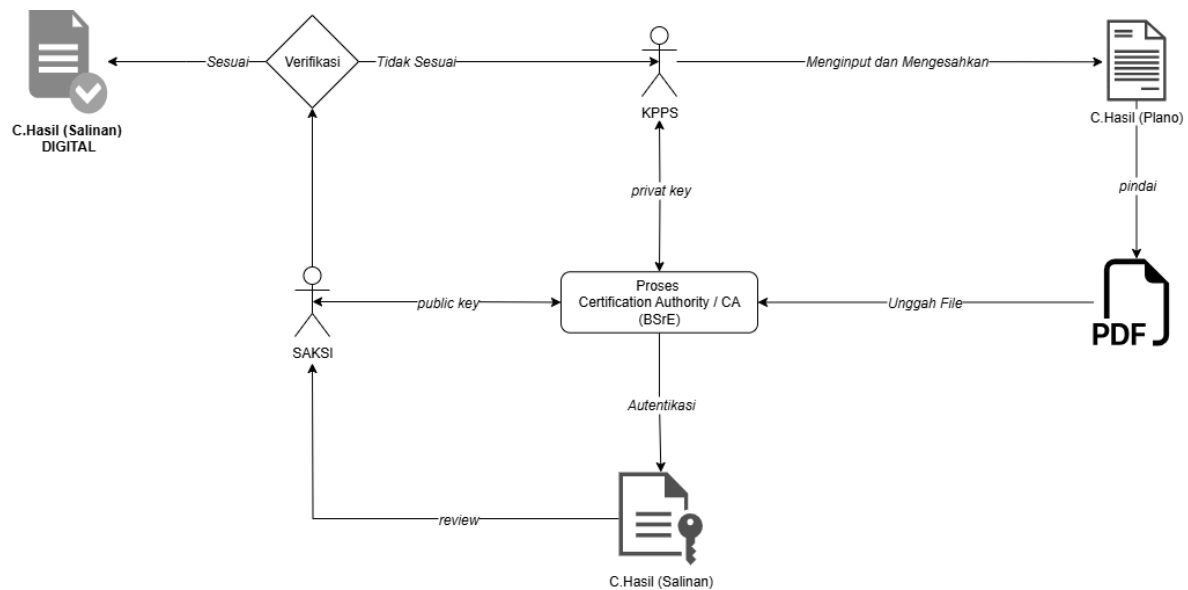 Sesuai
Verifikasi
Tidak Sesuai
Menginput dan Mengesahkan
KPPS
C.Hasil (Plano)
C.Hasil (Salinan)
DIGITAL
privat key
pindai
Proses
Certification Authority / CA
(BSrE)
public key
Unggah File
PDF
SAKSI
Autentikasi
review
C.Hasil (Salinan)